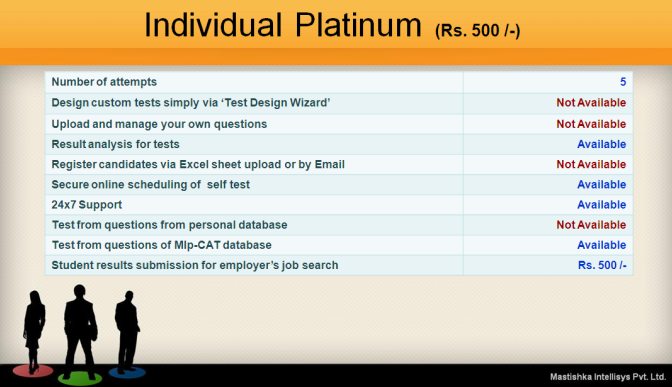 Individual Platinum (Rs. 500 /-)
Number of attempts 5
Design custom tests simply via ‘Test Design Wizard’ Not Available
Upload and manage your own questions Not Available
Result analysis for tests Available
Register candidates via Excel sheet upload or by Email Not Available
Secure online scheduling of self test Available
24x7 Support Available
Test from questions from personal database Not Available
Test from questions of MIp-CAT database Available
Student results submission for employer’s job search Rs. 500 /-
Mastishka Intellisys Pvt. Ltd.